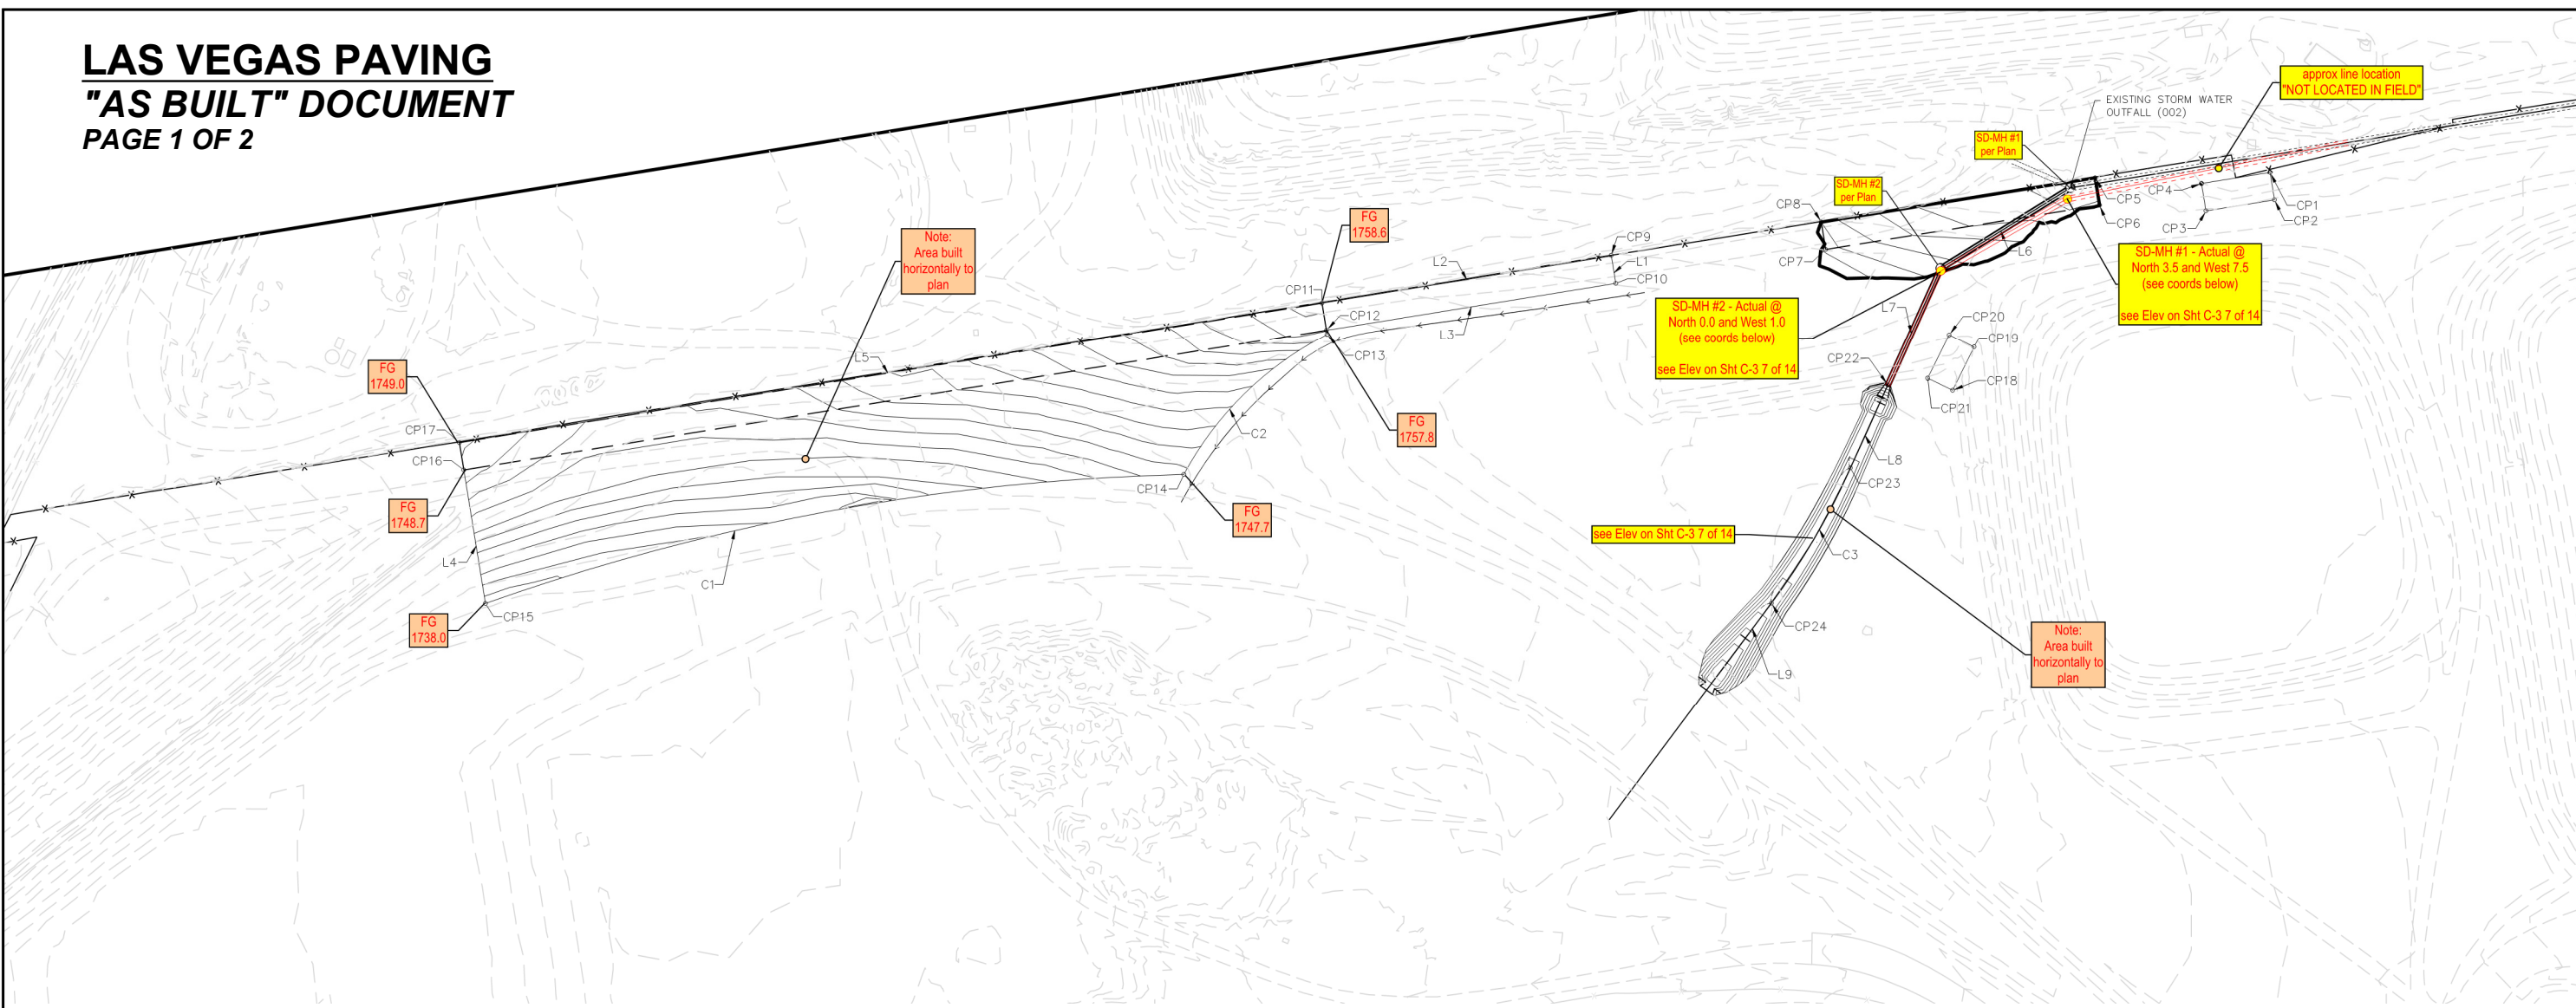 LAS VEGAS PAVING
"AS BUILT" DOCUMENT
PAGE 1 OF 2
approx line location
"NOT LOCATED IN FIELD"
EXISTING STORM WATER
OUTFALL (002)
SD-MH #1
per Plan
SD-MH #2
per Plan
CP4
CP5
CP1
CP6
CP3
CP2
CP8
CP7
L6
SD-MH #1 - Actual @
North 3.5 and West 7.5
(see coords below)
see Elev on Sht C-3 7 of 14
FG
1758.6
Note:
Area built
horizontally to
plan
CP9
L2
L1
CP10
CP11
CP12
L3
CP13
SD-MH #2 - Actual @
North 0.0 and West 1.0
(see coords below)
see Elev on Sht C-3 7 of 14
L7
CP20
CP19
CP22
CP18
CP21
L5
FG
1749.0
FG
1757.8
CP17
CP16
C2
L8
CP14
CP23
FG
1748.7
FG
1747.7
see Elev on Sht C-3 7 of 14
C3
L4
C1
CP15
FG
1738.0
CP24
L9
Note:
Area built
horizontally to
plan